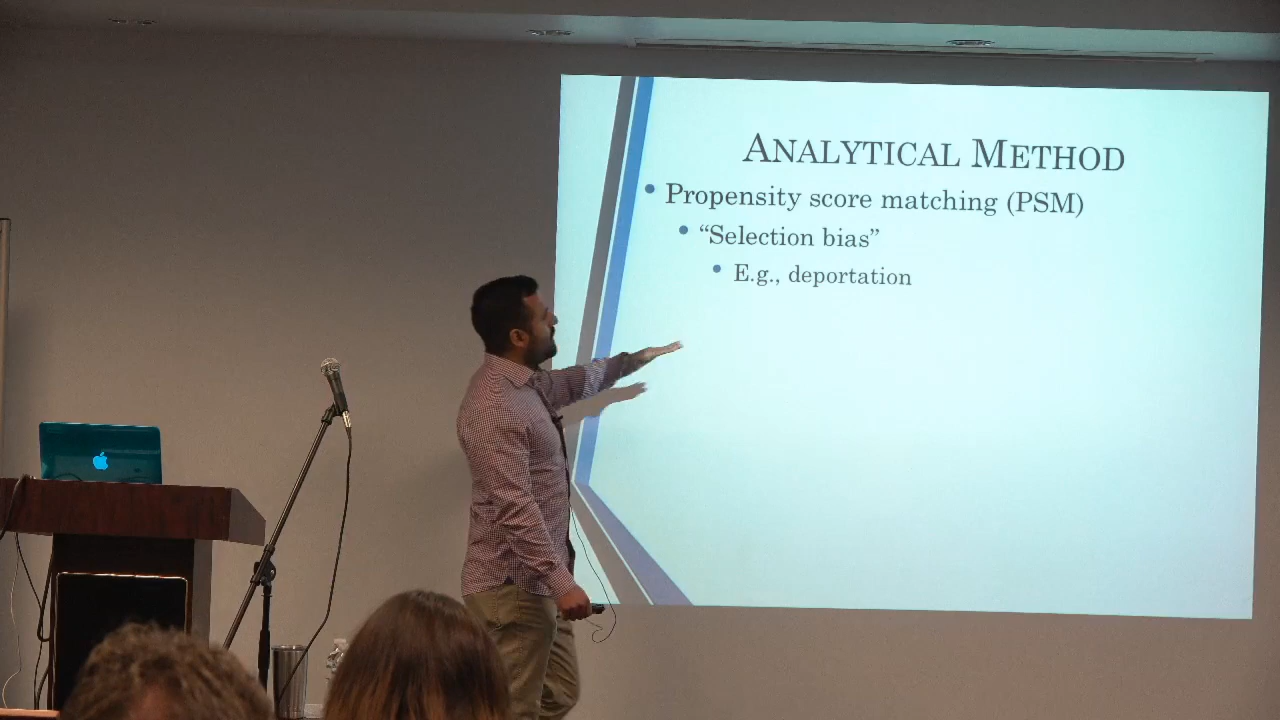 ANALYTICAL METHOD
• Propensity score matching (PSM)
• “Selection bias”
• E.g., deportation